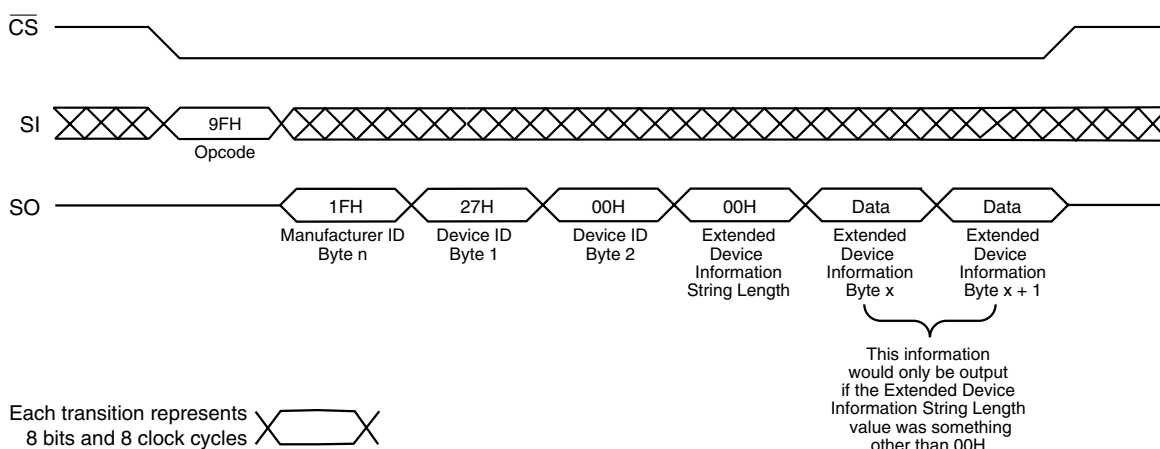 CS
SI
9FH
Opcode
SO
1FH
27H
00H
00H
Data
Data
Manufacturer ID
Byte n
Device ID
Byte 1
Device ID
Byte 2
Extended
Device
Information
String Length
Extended
Device
Information
Byte x
Extended
Device
Information
Byte x + 1
This information
would only be output
if the Extended Device
Information String Length
value was something
other than 00H
Each transition represents
8 bits and 8 clock cycles